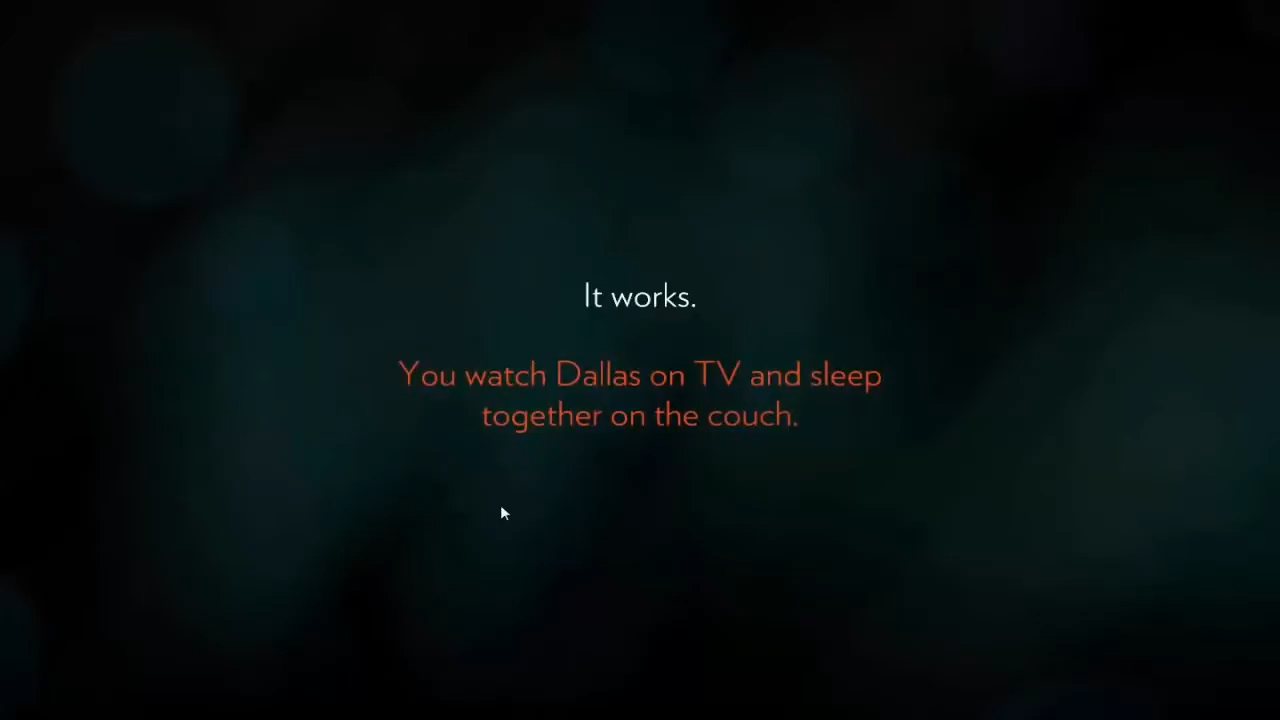 It works.
You watch Dallas on TV and sleep
together on the couch.